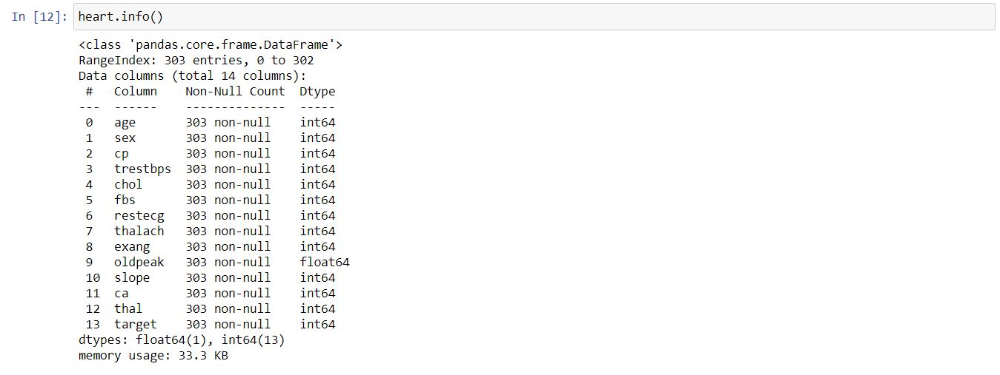 In [12]: heart.info()
<class 'pandas.core.frame.DataFrame'>
RangeIndex: 303 entries, 0 to 302
Data columns (total 14 columns):
 #   Column    Non-Null Count  Dtype
---  ------    --------------  -----
 0   age       303 non-null    int64
 1   sex       303 non-null    int64
 2   cp        303 non-null    int64
 3   trestbps  303 non-null    int64
 4   chol      303 non-null    int64
 5   fbs       303 non-null    int64
 6   restecg   303 non-null    int64
 7   thalach   303 non-null    int64
 8   exang     303 non-null    int64
 9   oldpeak   303 non-null    float64
 10  slope     303 non-null    int64
 11  ca        303 non-null    int64
 12  thal      303 non-null    int64
 13  target    303 non-null    int64
dtypes: float64(1), int64(13)
memory usage: 33.3 KB